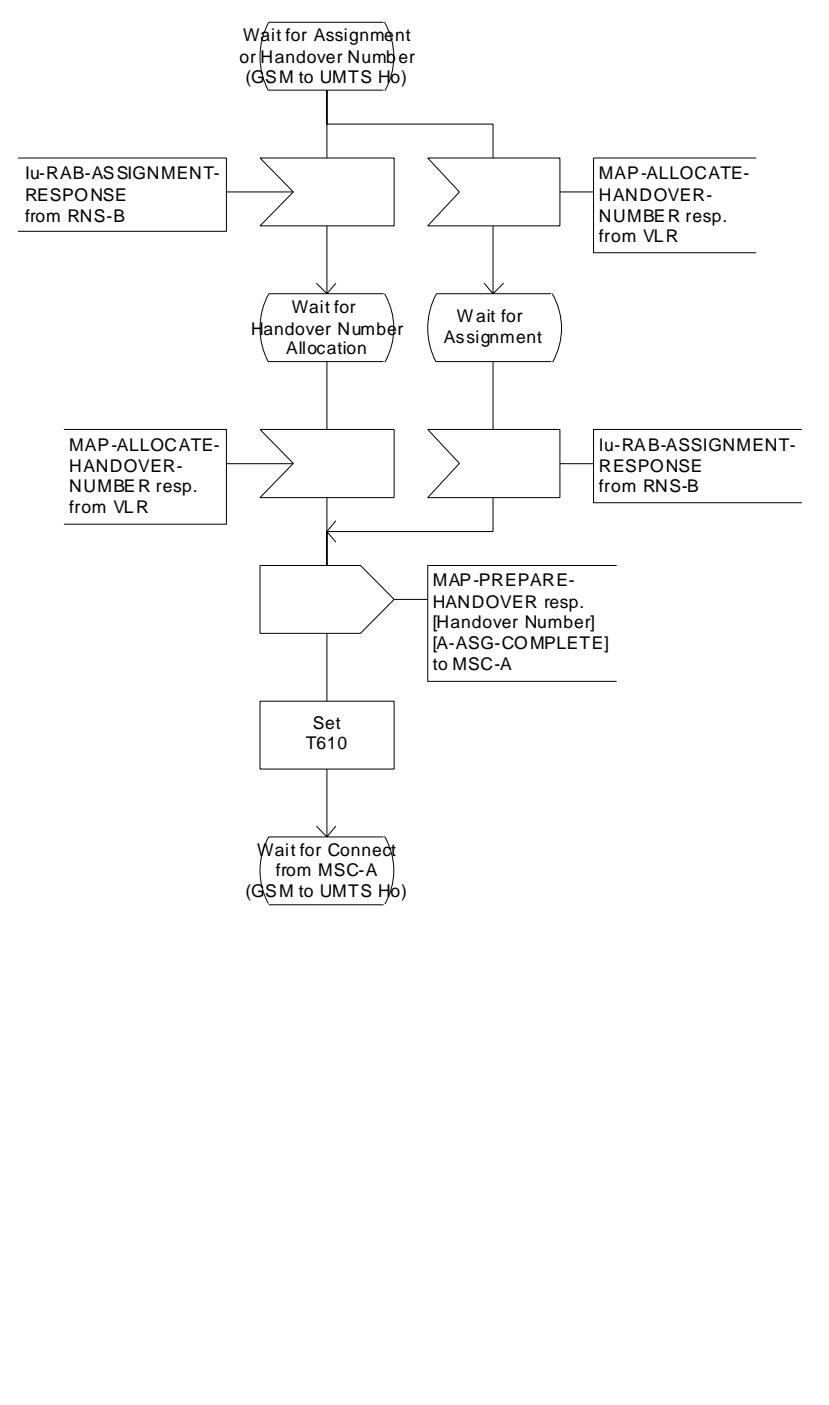 Wait for Assignment
or Handover Number
(GSM to UMTS Ho)
Iu-RAB-ASSIGNMENT-
RESPONSE
from RNS-B
MAP-ALLOCATE-
HANDOVER-
NUMBER resp.
from VLR
Wait for
Handover Number
Allocation
Wait for
Assignment
MAP-ALLOCATE-
HANDOVER-
NUMBER resp.
from VLR
Iu-RAB-ASSIGNMENT-
RESPONSE
from RNS-B
MAP-PREPARE-
HANDOVER resp.
[Handover Number]
[A-ASG-COMPLETE]
to MSC-A
Set
T610
Wait for Connect
from MSC-A
(GSM to UMTS Ho)